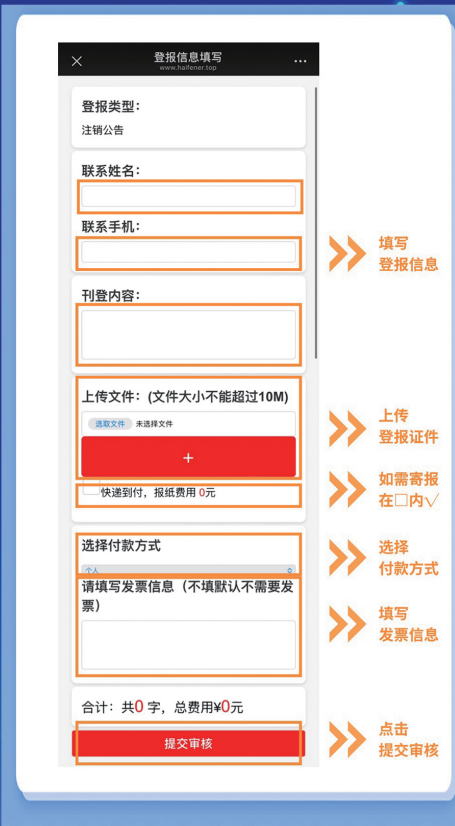 登报信息填写
www.haifener.top
登报类型：
注销公告
联系姓名：
联系手机：
填写
登报信息
刊登内容：
上传文件：(文件大小不能超过10M)
选取文件 未选择文件
+
上传
登报证件
快递到付，报纸费用 0元
如需寄报
在□内√
选择付款方式
个人
选择
付款方式
请填写发票信息（不填默认不需要发
票）
填写
发票信息
合计：共0 字，总费用¥0元
提交审核
点击
提交审核